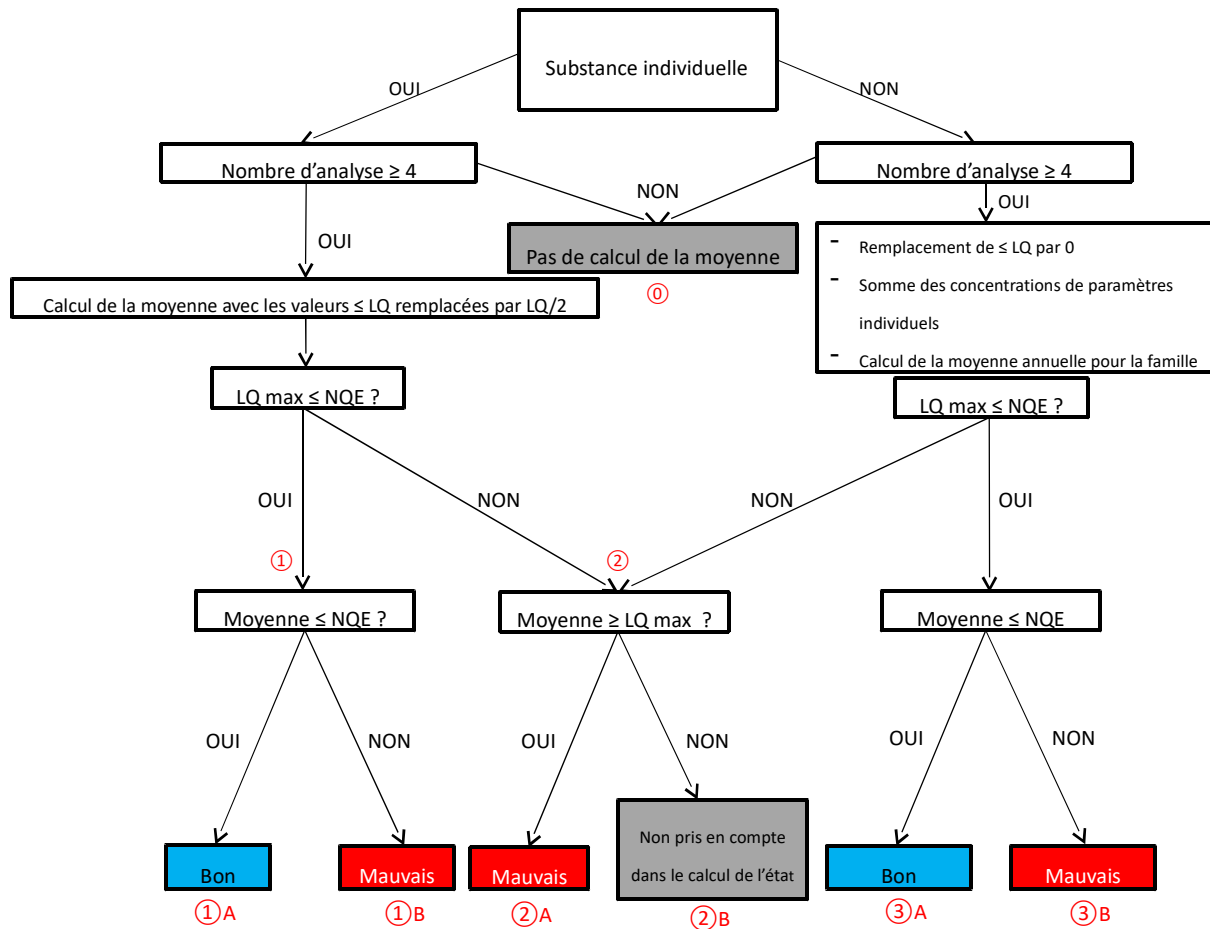 Substance individuelle
OUI
NON
Nombre d’analyse ≥ 4
NON
Nombre d’analyse ≥ 4
OUI
OUI
Pas de calcul de la moyenne
⓪
- Remplacement de ≤ LQ par 0
- Somme des concentrations de paramètres
individuels
- Calcul de la moyenne annuelle pour la famille
Calcul de la moyenne avec les valeurs ≤ LQ remplacées par LQ/2
LQ max ≤ NQE ?
LQ max ≤ NQE ?
OUI
NON
NON
OUI
①
②
Moyenne ≤ NQE ?
Moyenne ≥ LQ max ?
Moyenne ≤ NQE
OUI
NON
OUI
NON
OUI
NON
Bon
Mauvais
Mauvais
Non pris en compte
dans le calcul de l’état
Bon
Mauvais
①A
①B
②A
②B
③A
③B